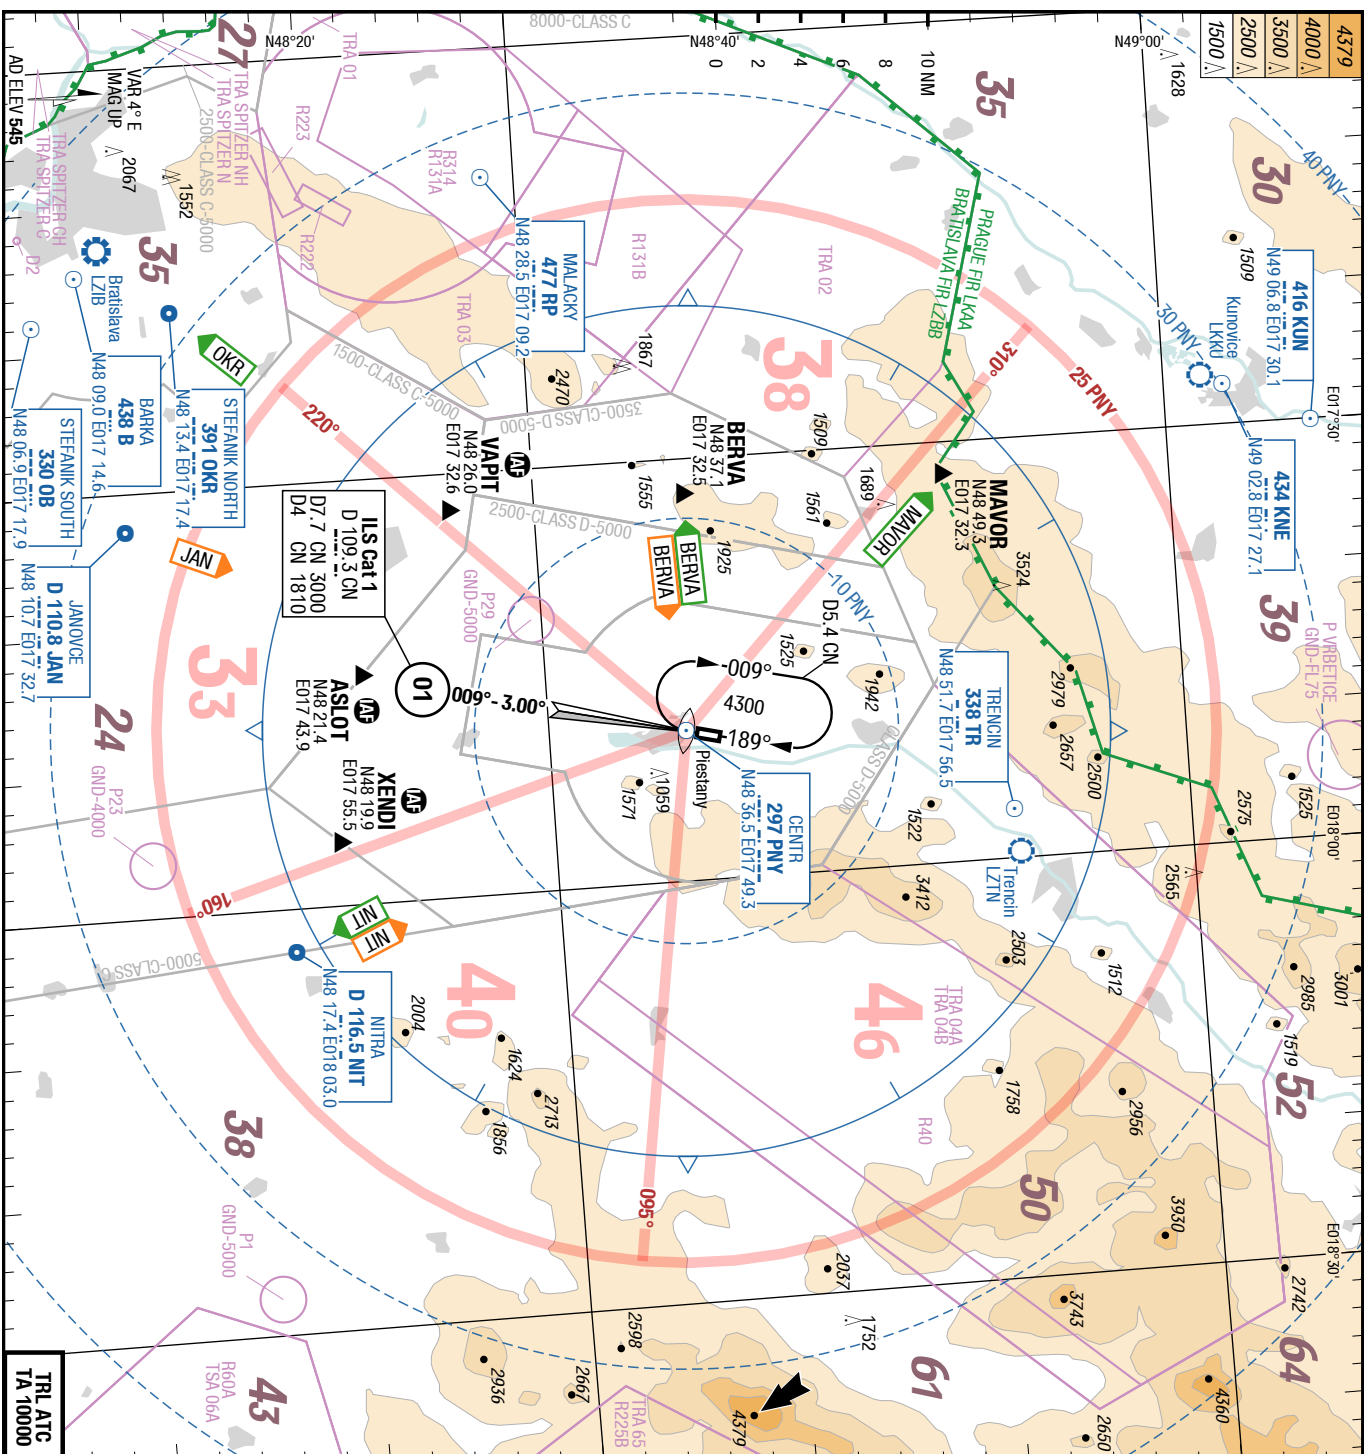 4379
4000
3500
2500
1500
8000-CLASS C
N48°20'
N48°40'
N49°00'
10 NM
8
6
4
2
0
1628
35
27
30
40 PNY
1509
416 KUN
N49 06.8 E017 30.1
Kunovice
LKKU
30 PNY
E017°30'
434 KNE
N49 02.8 E017 27.1
39
P VRBETICE
GND-FL75
1525
E018°00'
TRA 01
R223
TRA SPITZER NH
TRA SPITZER N
2500-CLASS C-5000
VAR 4° E
MAG UP
AD ELEV 545
2067
1552
TRA SPITZER CH
TRA SPITZER C
D2
35
R222
R314
R131A
R131B
TRA 02
TRA 03
PRAGUE FIR LKAA
BRATISLAVA FIR LZBB
MALACKY
477 RP
N48 28.5 E017 09.2
Bratislava
LZIB
BARKA
438 B
N48 09.0 E017 14.6
STEFANIK NORTH
391 OKR
N48 13.4 E017 17.4
STEFANIK SOUTH
330 OB
N48 06.9 E017 17.9
JANOVCE
D 110.8 JAN
N48 10.7 E017 32.7
OKR
JAN
220°
310°
25 PNY
38
1867
2470
1500-CLASS C-5000
3500-CLASS D-5000
2500-CLASS D-5000
1509
1555
1561
1689
1925
BERVA
N48 37.1
E017 32.5
IAF
VAPIT
N48 26.0
E017 32.6
MAVOR
N48 49.3
E017 32.3
MAVOR
BERVA
BERVA
3524
2979
2657
2500
2575
2565
ILS Cat 1
D 109.3 CN
D7.7 CN 3000
D4 CN 1810
01
P29
GND-5000
10 PNY
D5.4 CN
1525
1942
009°
4300
189°
009° - 3.00°
Piestany
CENTR
297 PNY
N48 36.5 E017 49.3
TRENCIN
338 TR
N48 51.7 E017 56.5
CLASS D-5000
1522
Trencin
LZTN
33
24
P23
GND-4000
IAF
ASLOT
N48 21.4
E017 43.9
IAF
XENDI
N48 19.9
E017 55.5
1571
1059
160°
NIT
NIT
NITRA
D 116.5 NIT
N48 17.4 E018 03.0
5000-CLASS C
40
46
3412
2503
1512
2985
3001
1519
52
TRA 04A
TRA 04B
R40
1758
2956
50
3930
2004
1624
2713
1856
095°
38
P1
GND-5000
2037
3743
2742
E018°30'
64
61
1752
4360
2650
4379
2598
2667
2936
TRA 65
R225B
43
R60A
TSA 06A
TRL ATC
TA 10000